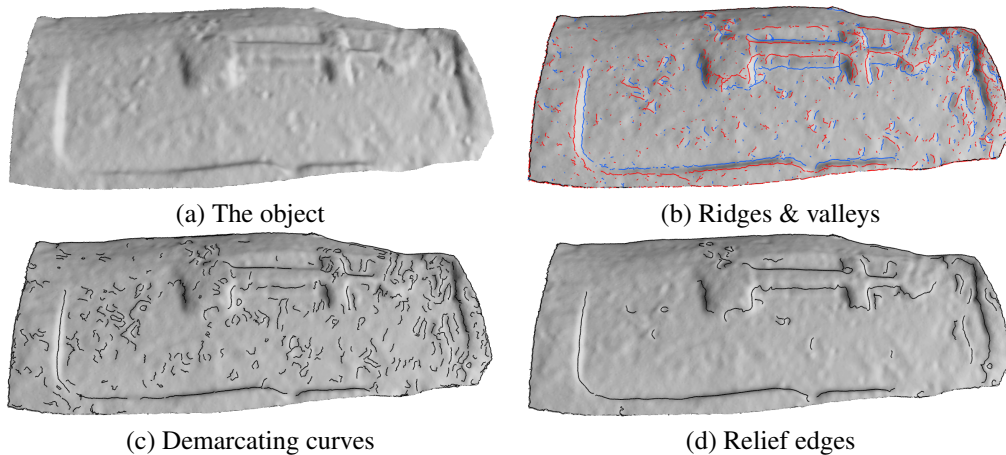 (a) The object
(b) Ridges & valleys
(c) Demarcating curves
(d) Relief edges